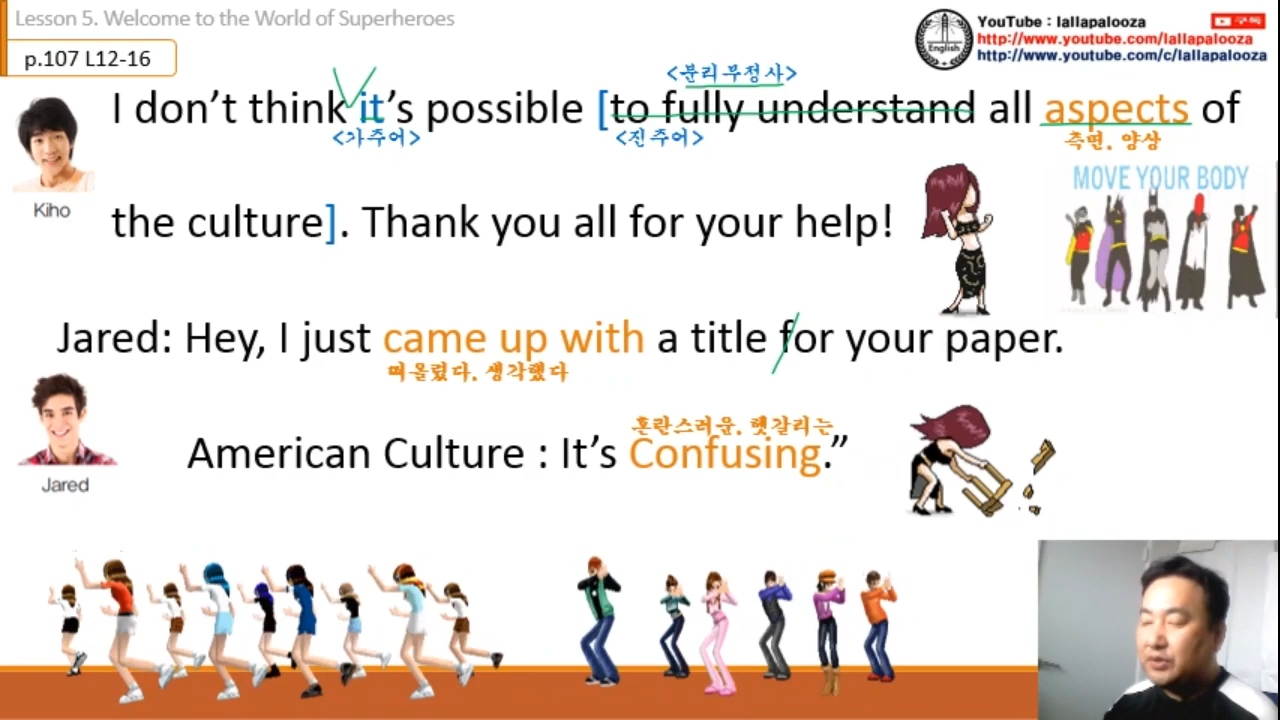 Lesson 5. Welcome to the World of Superheroes
YouTube : lallapalooza
구독
http://www.youtube.com/lallapalooza
http://www.youtube.com/c/lallapalooza
English
p.107 L12-16
<분리부정사>
I don't think it's possible [to fully understand all aspects of
<가주어> <진주어> 측면, 양상
Kiho
the culture]. Thank you all for your help!
MOVE YOUR BODY
Jared: Hey, I just came up with a title for your paper.
떠올렸다, 생각했다
혼란스러운, 헷갈리는
American Culture : It's Confusing.”
Jared